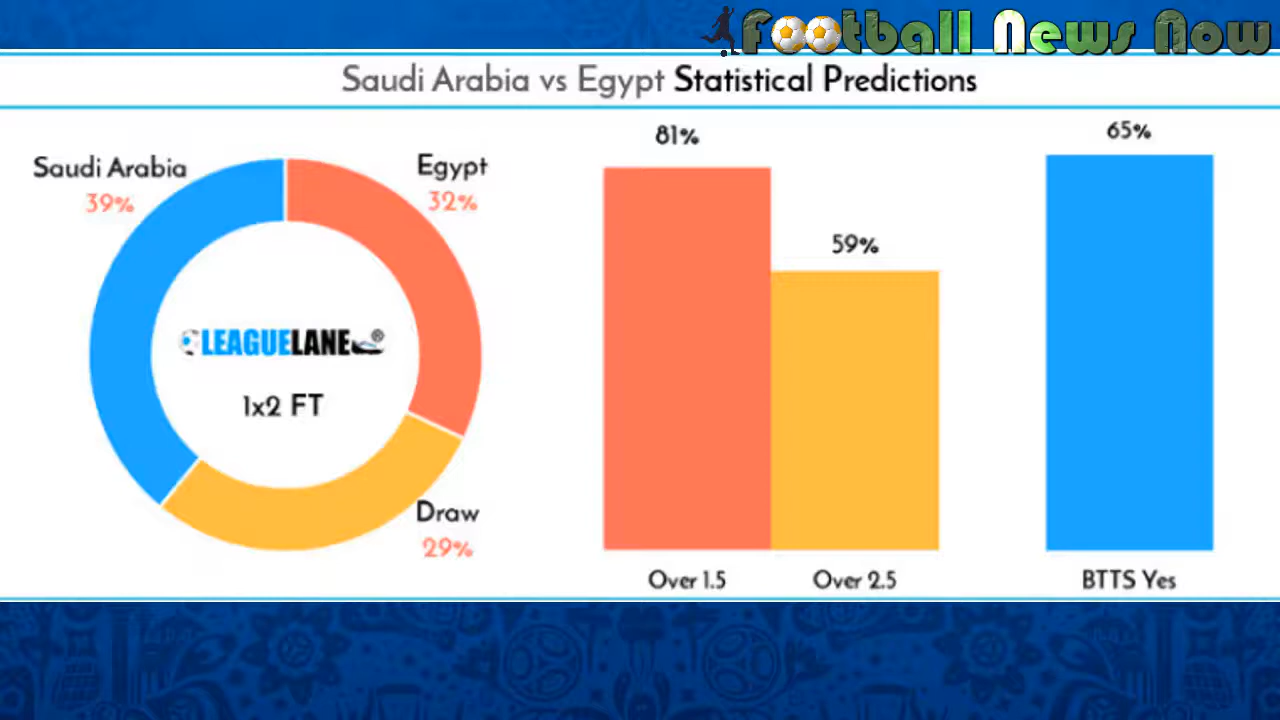 Football News Now
Saudi Arabia vs Egypt Statistical Predictions
Saudi Arabia
39%
Egypt
32%
LEAGUELANE®
1x2 FT
Draw
29%
81%
59%
65%
Over 1.5
Over 2.5
BTTS Yes